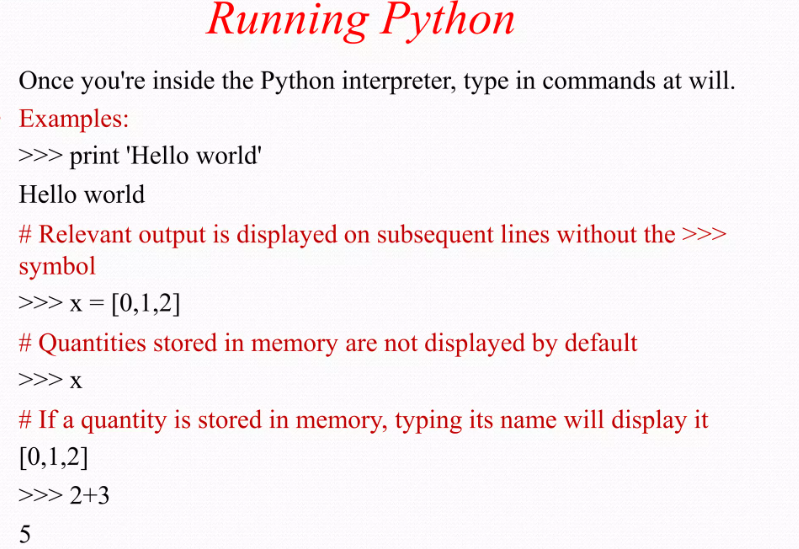 Running Python
Once you're inside the Python interpreter, type in commands at will.
Examples:
>>> print 'Hello world'
Hello world
# Relevant output is displayed on subsequent lines without the >>>
symbol
>>> x = [0,1,2]
# Quantities stored in memory are not displayed by default
>>> x
# If a quantity is stored in memory, typing its name will display it
[0,1,2]
>>> 2+3
5